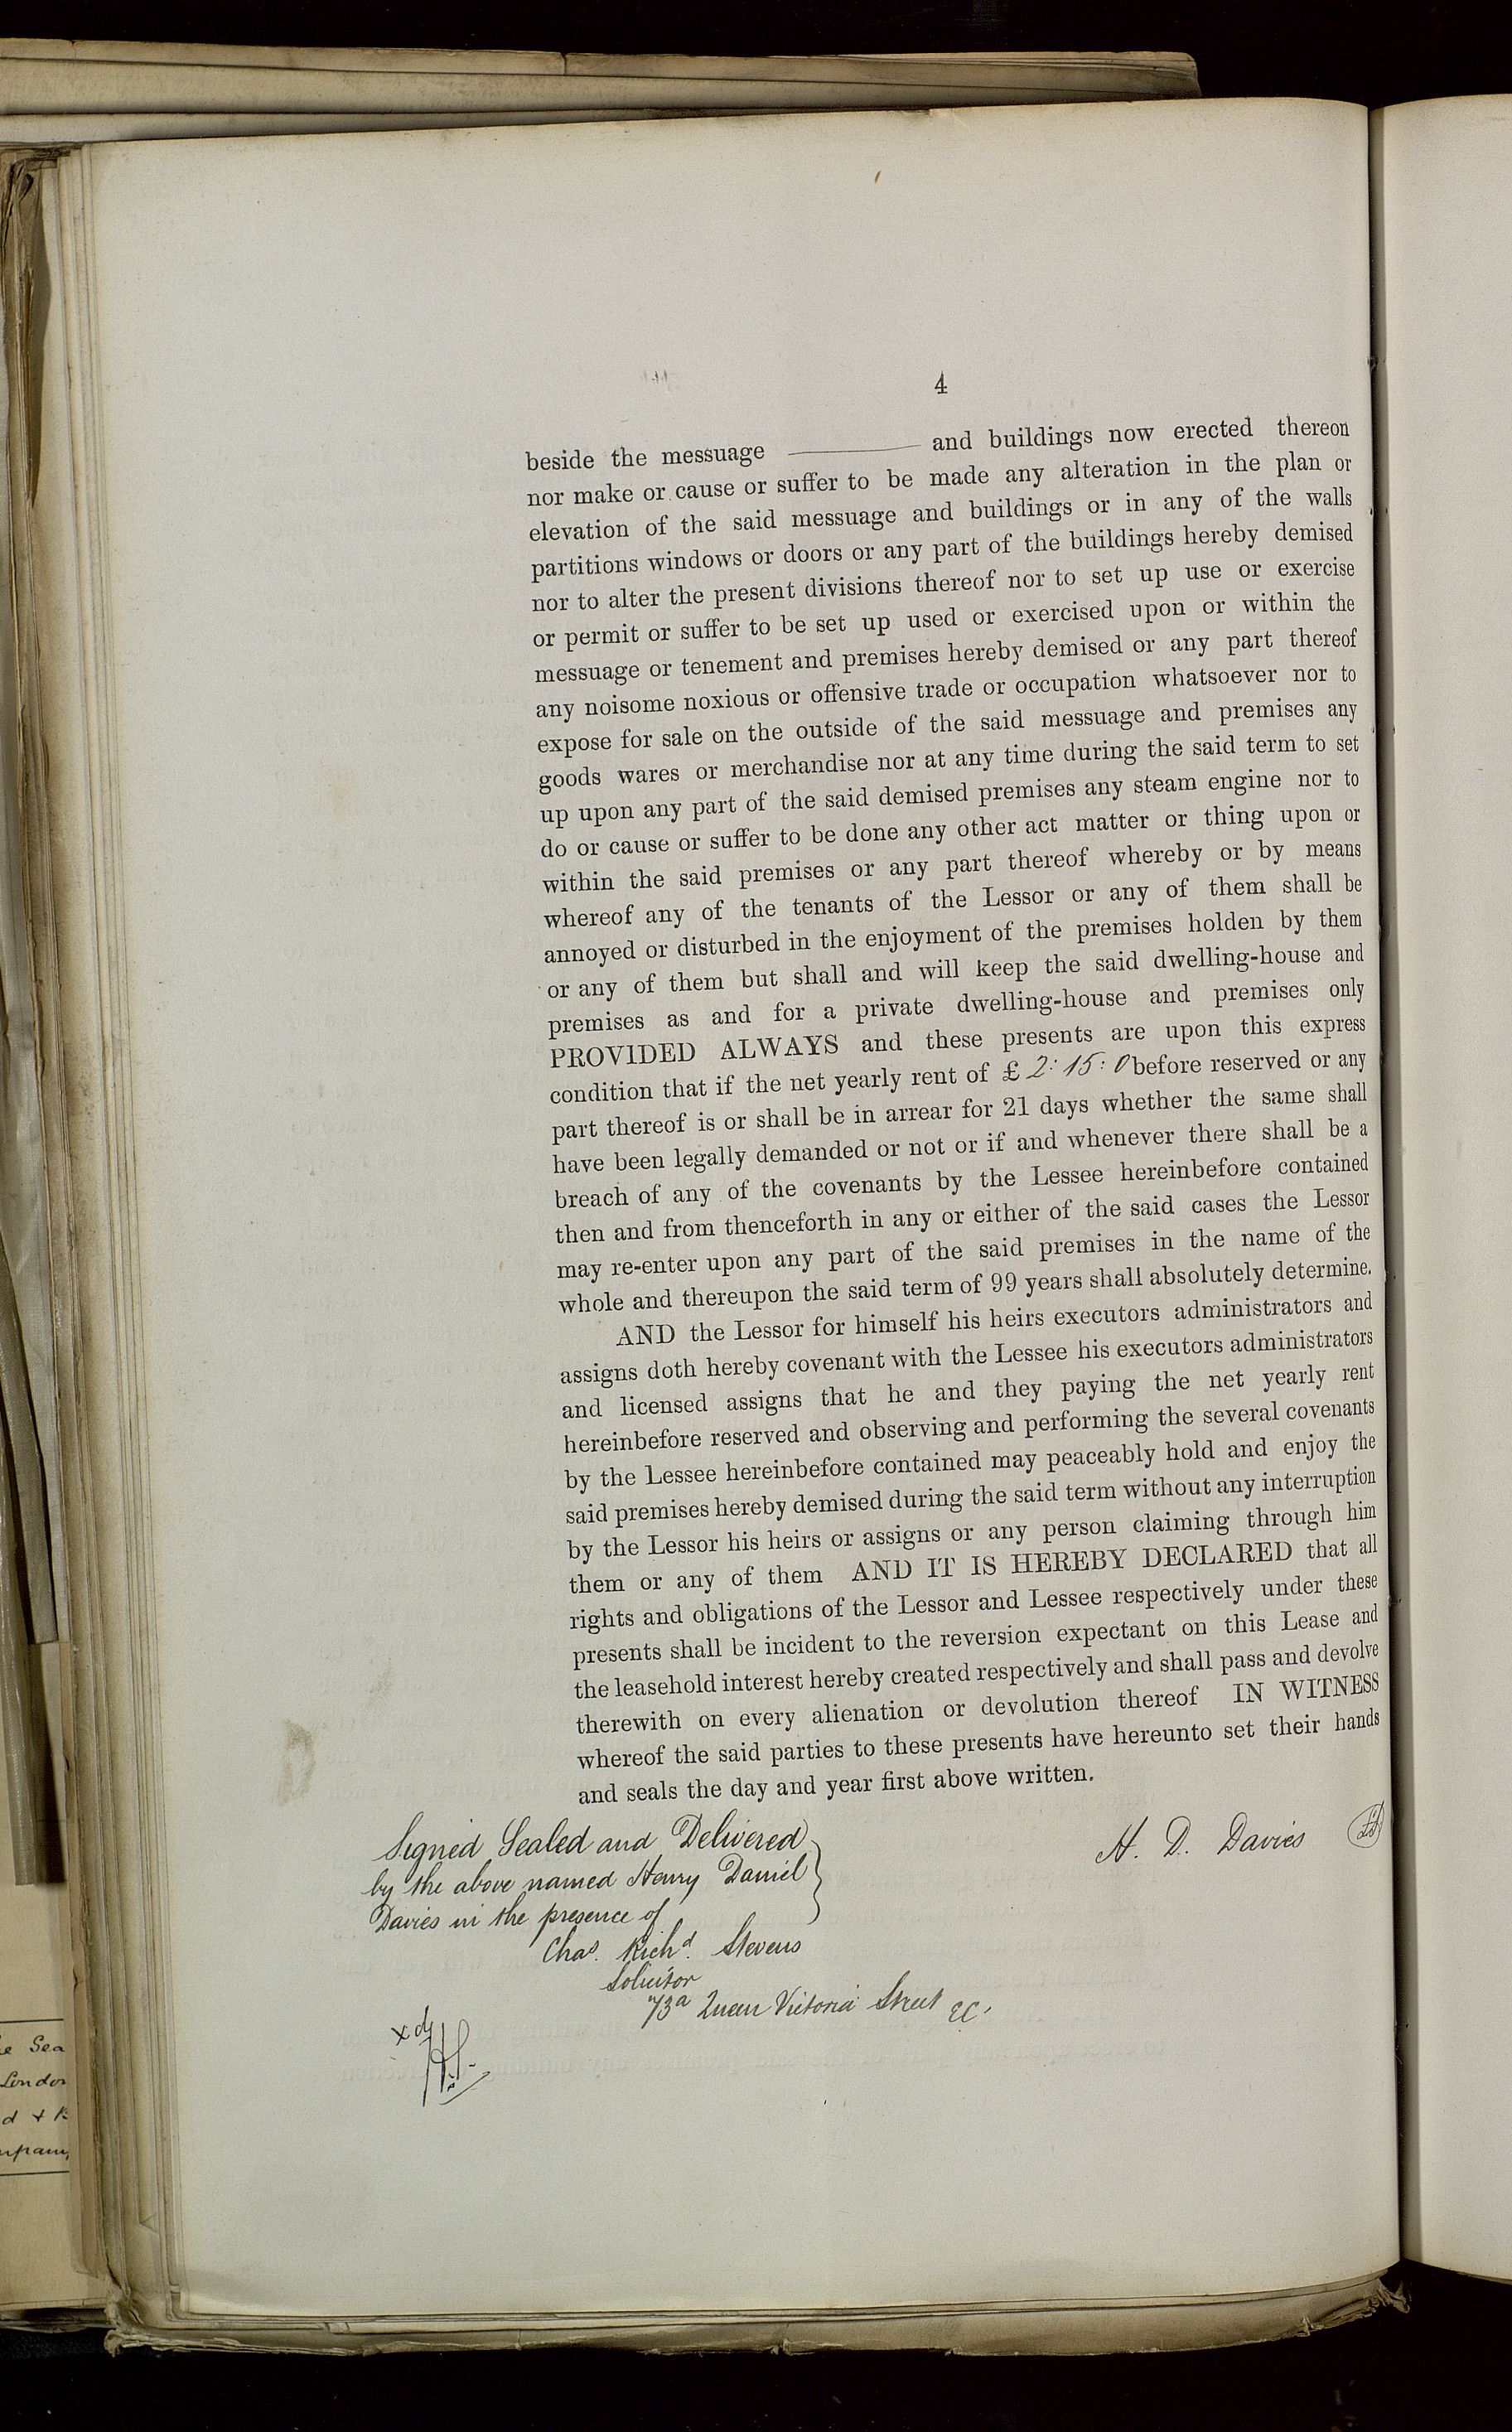 4
beside the messuage ——— and buildings now erected thereon
nor make or cause or suffer to be made any alteration in the plan or
elevation of the said messuage and buildings or in any of the walls
partitions windows or doors or any part of the buildings hereby demised
nor to alter the present divisions thereof nor to set up use or exercise
or permit or suffer to be set up used or exercised upon or within the
messuage or tenement and premises hereby demised or any part thereof
any noisome noxious or offensive trade or occupation whatsoever nor to
expose for sale on the outside of the said messuage and premises any
goods wares or merchandise nor at any time during the said term to set
up upon any part of the said demised premises any steam engine nor to
do or cause or suffer to be done any other act matter or thing upon or
within the said premises or any part thereof whereby or by means
whereof any of the tenants of the Lessor or any of them shall be
annoyed or disturbed in the enjoyment of the premises holden by them
or any of them but shall and will keep the said dwelling-house and
premises as and for a private dwelling-house and premises only
PROVIDED ALWAYS and these presents are upon this express
condition that if the net yearly rent of £ 2:15:0 before reserved or any
part thereof is or shall be in arrear for 21 days whether the same shall
have been legally demanded or not or if and whenever there shall be a
breach of any of the covenants by the Lessee hereinbefore contained
then and from thenceforth in any or either of the said cases the Lessor
may re-enter upon any part of the said premises in the name of the
whole and thereupon the said term of 99 years shall absolutely determine.
AND the Lessor for himself his heirs executors administrators and
assigns doth hereby covenant with the Lessee his executors administrators
and licensed assigns that he and they paying the net yearly rent
hereinbefore reserved and observing and performing the several covenants
by the Lessee hereinbefore contained may peaceably hold and enjoy the
said premises hereby demised during the said term without any interruption
by the Lessor his heirs or assigns or any person claiming through him
them or any of them AND IT IS HEREBY DECLARED that all
rights and obligations of the Lessor and Lessee respectively under these
presents shall be incident to the reversion expectant on this Lease and
the leasehold interest hereby created respectively and shall pass and devolve
therewith on every alienation or devolution thereof IN WITNESS
whereof the said parties to these presents have hereunto set their hands
and seals the day and year first above written.
Signed Sealed and Delivered
by the above named Henry Daniel
Davies in the presence of
H. D. Davies
Chas. Richd. Stevens
Solicitor
73a Queen Victoria Street EC.
xd
e Sea
London
d +
mpany